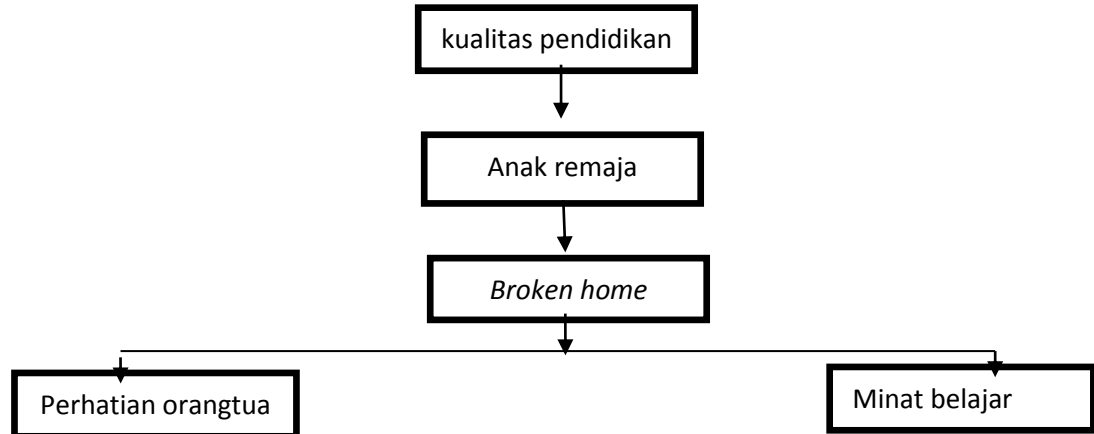 kualitas pendidikan
Anak remaja
Broken home
Perhatian orangtua
Minat belajar